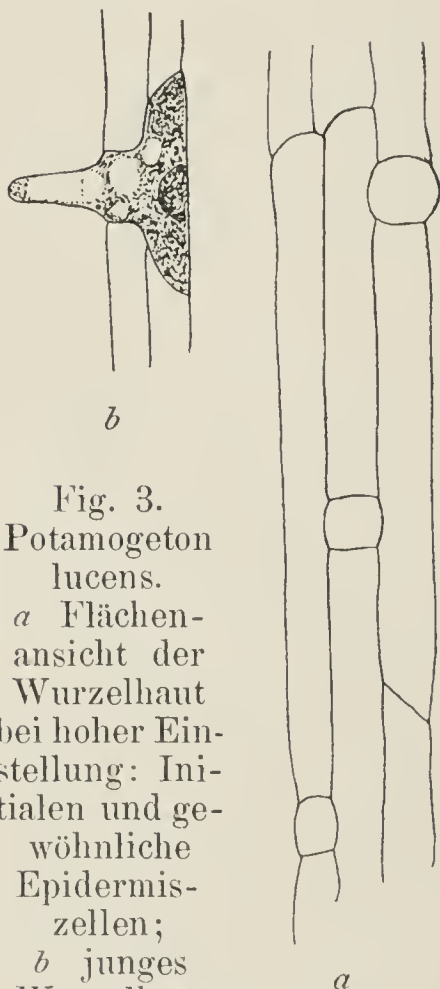 b
Fig. 3.
Potamogeton
lucens.
a Flächen-
ansicht der
Wurzelhaut
bei hoher Ein-
stellung: Ini-
tialen und ge-
wöhnliche
Epidermis-
zellen;
b junges
a